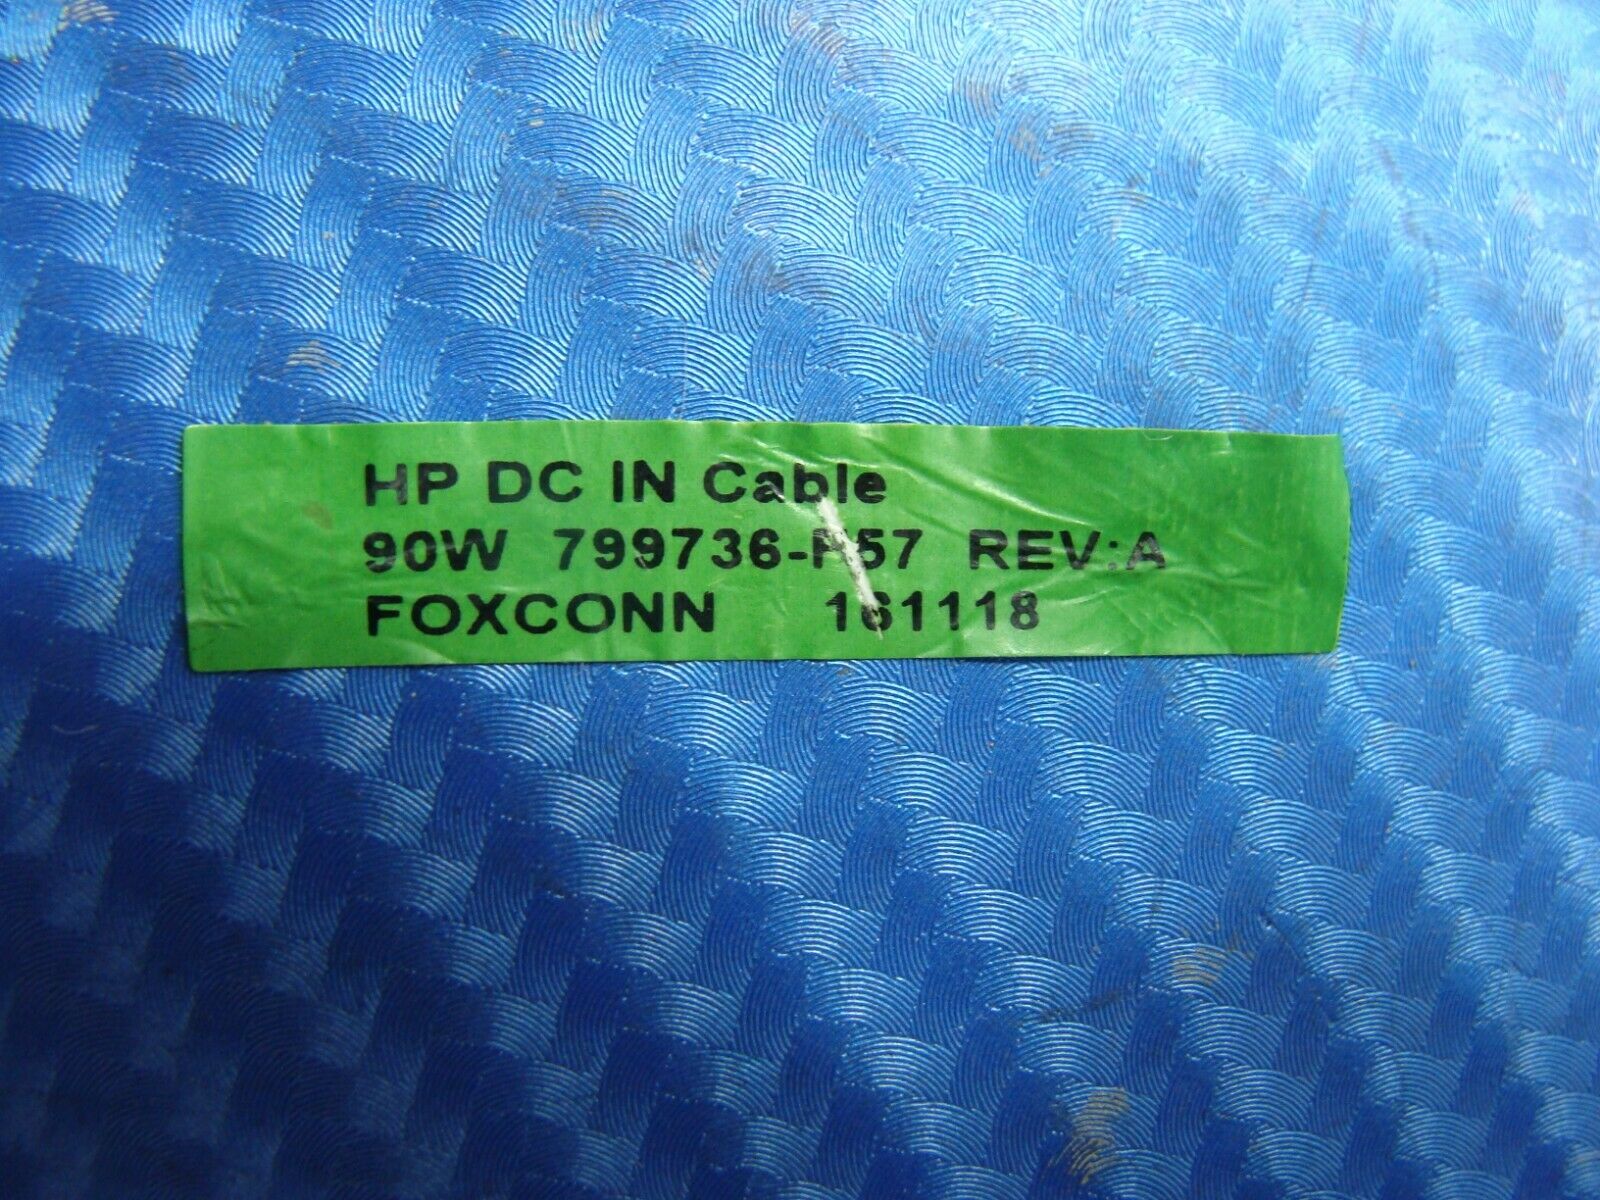 HP DC IN Cable
90W 799736-F57 REV:A
FOXCONN 161118